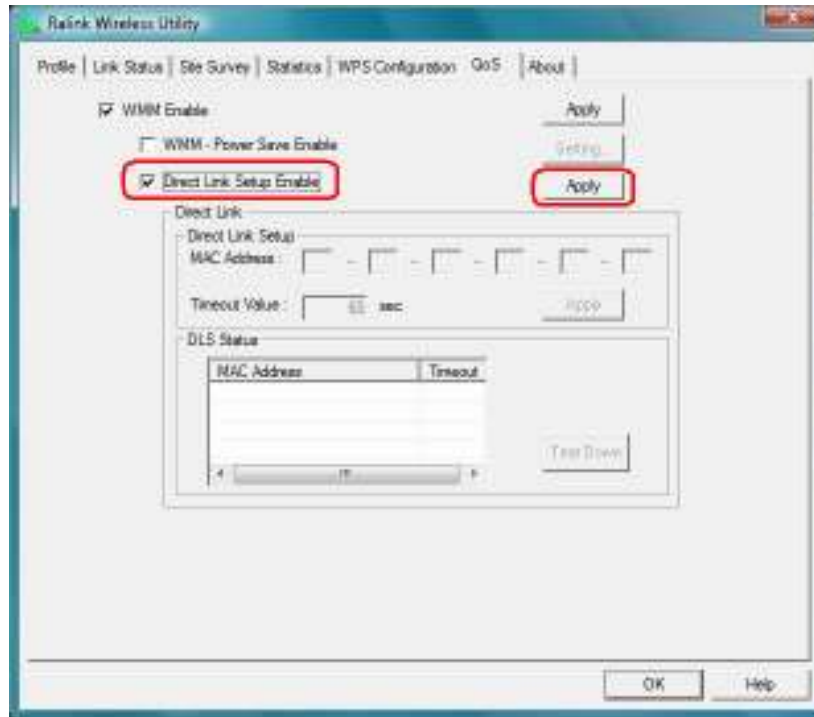 Ralink Wireless Utility
Profile | Link Status | Site Survey | Statistics | WPS Configuration QoS | About |
WMM Enable Apply
WMM - Power Save Enable Setting
Direct Link Setup Enable Apply
Direct Link
Direct Link Setup
MAC Address : - - - - -
Timeout Value : sec
DLS Status
MAC Address Timeout
Tear Down
OK Help